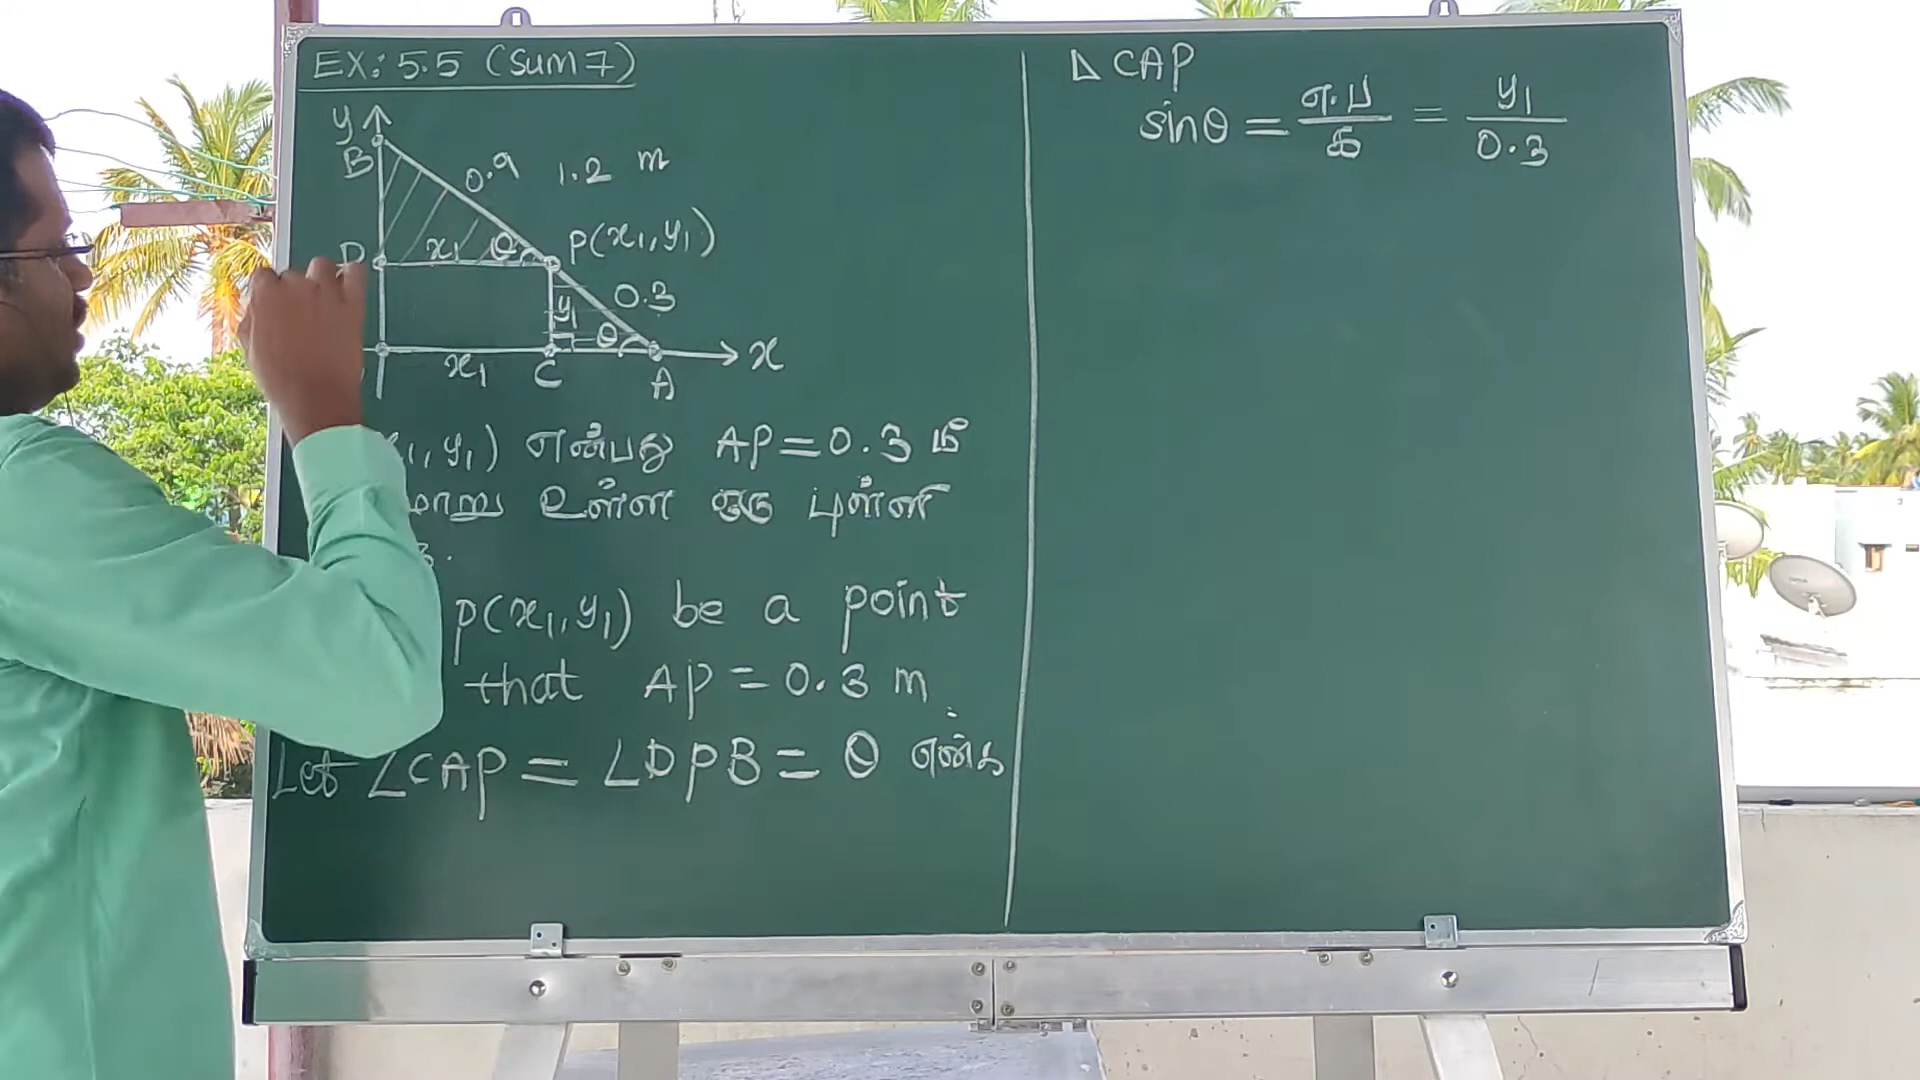 EX: 5.5 (Sum 7)
y
B
0.9 1.2 m
P(x₁, y₁)
D x₁ θ
0.3
y₁ θ
x
x₁ C A
₁, y₁) என்பது AP = 0.3 மீ
மாறு உள்ள ஒரு புள்ளி
P(x₁, y₁) be a point
that AP = 0.3 m.
Let ∠CAP = ∠DPB = θ என்க
△ CAP
sinθ = எ.ப/க = y₁/0.3